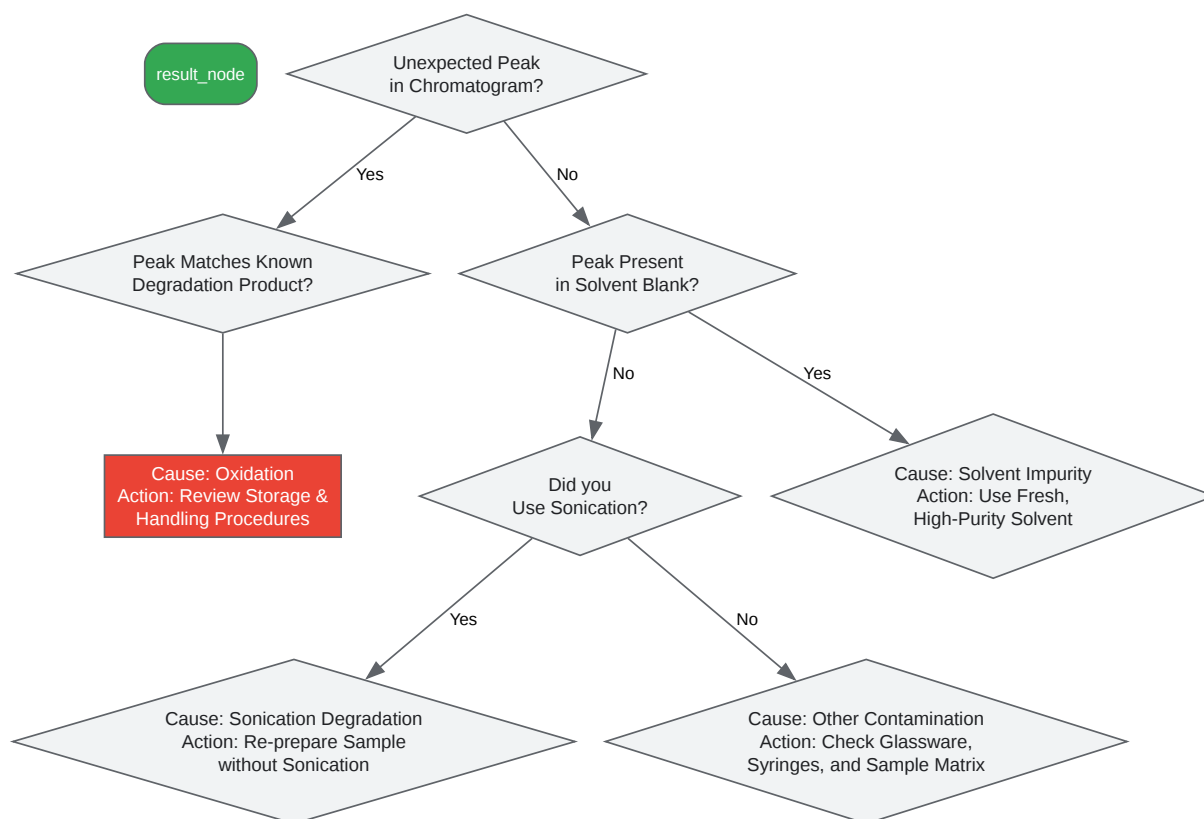 result_node
Unexpected Peak
in Chromatogram?
Yes
No
Peak Matches Known
Degradation Product?
Peak Present
in Solvent Blank?
No
Yes
Cause: Oxidation
Action: Review Storage &
Handling Procedures
Did you
Use Sonication?
Cause: Solvent Impurity
Action: Use Fresh,
High-Purity Solvent
Yes
No
Cause: Sonication Degradation
Action: Re-prepare Sample
without Sonication
Cause: Other Contamination
Action: Check Glassware,
Syringes, and Sample Matrix